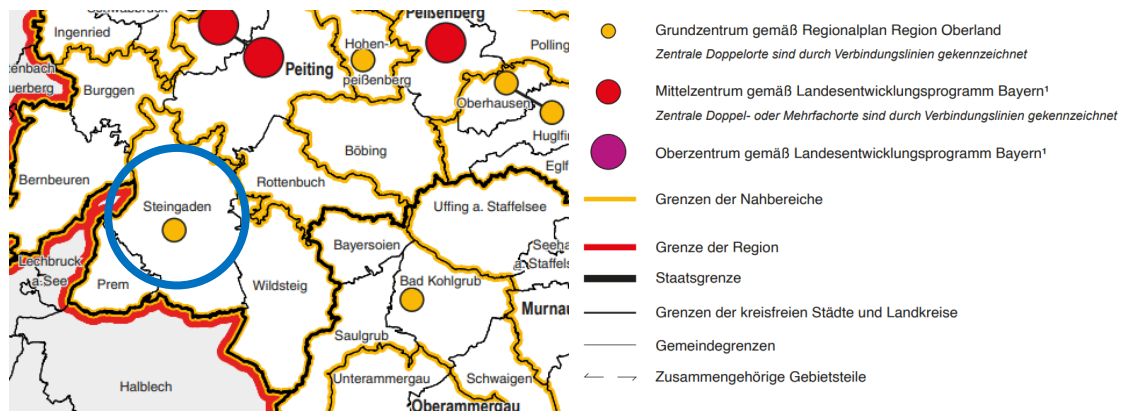 Ingenried
Peißenberg
Peiting
Hohen-
peißenberg
Polling
Burggen
Oberhausen
Böbing
Bernbeuren
Rottenbuch
Steingaden
Uffing a. Staffelsee
Bayersoien
Lechbruck
a.See
Prem
Wildsteig
Bad Kohlgrub
Saulgrub
Halblech
Unterammergau
Schwaigen
Oberammergau
Grundzentrum gemäß Regionalplan Region Oberland
Zentrale Doppelorte sind durch Verbindungslinien gekennzeichnet
Mittelzentrum gemäß Landesentwicklungsprogramm Bayern¹
Zentrale Doppel- oder Mehrfachorte sind durch Verbindungslinien gekennzeichnet
Oberzentrum gemäß Landesentwicklungsprogramm Bayern¹
Grenzen der Nahbereiche
Grenze der Region
Staatsgrenze
Grenzen der kreisfreien Städte und Landkreise
Gemeindegrenzen
Zusammengehörige Gebietsteile